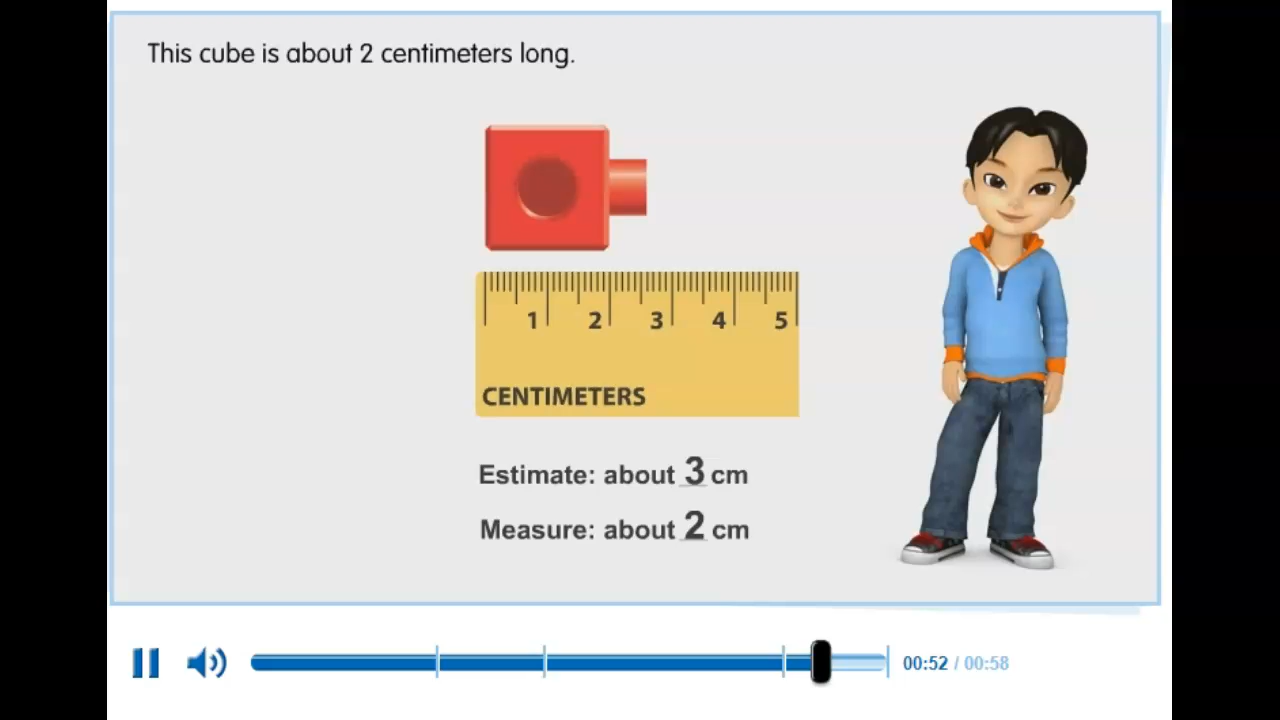 This cube is about 2 centimeters long.
1 2 3 4 5
CENTIMETERS
Estimate: about 3 cm
Measure: about 2 cm
00:52 / 00:58